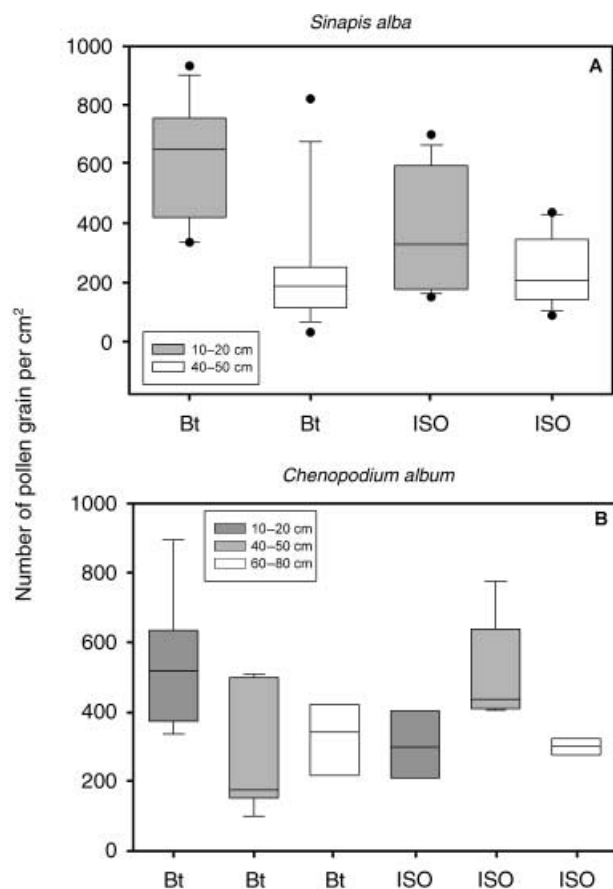 Sinapis alba
A
1000
800
600
400
200
0
10–20 cm
40–50 cm
Bt Bt ISO ISO
Number of pollen grain per cm²
Chenopodium album
B
1000
800
600
400
200
0
10–20 cm
40–50 cm
60–80 cm
Bt Bt Bt ISO ISO ISO